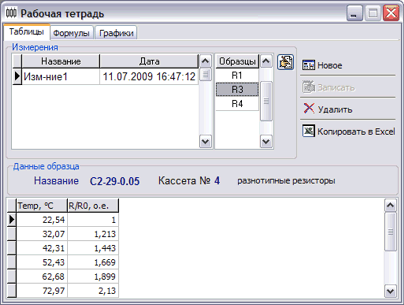 Рабочая тетрадь
Таблицы Формулы Графики
Измерения
Название Дата
Изм-ние1 11.07.2009 16:47:12
Образцы
R1
R3
R4
Новое
Записать
Удалить
Копировать в Excel
Данные образца
Название С2-29-0.05 Кассета № 4 разнотипные резисторы
Temp, °C R/R0, о.е.
22,54 1
32,07 1,213
42,31 1,443
52,43 1,669
62,68 1,899
72,97 2,13